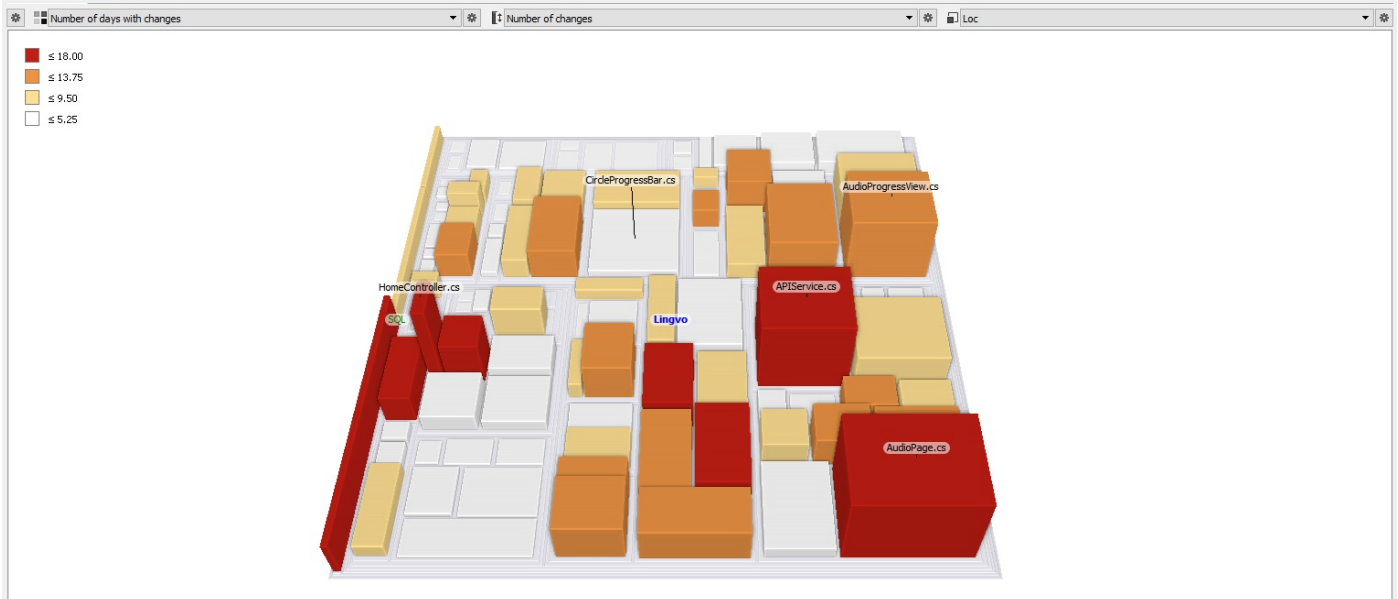 Number of days with changes
Number of changes
Loc
≤ 18.00
≤ 13.75
≤ 9.50
≤ 5.25
CircleProgressBar.cs
AudioProgressView.cs
HomeController.cs
APIService.cs
SQL
Lingvo
AudioPage.cs